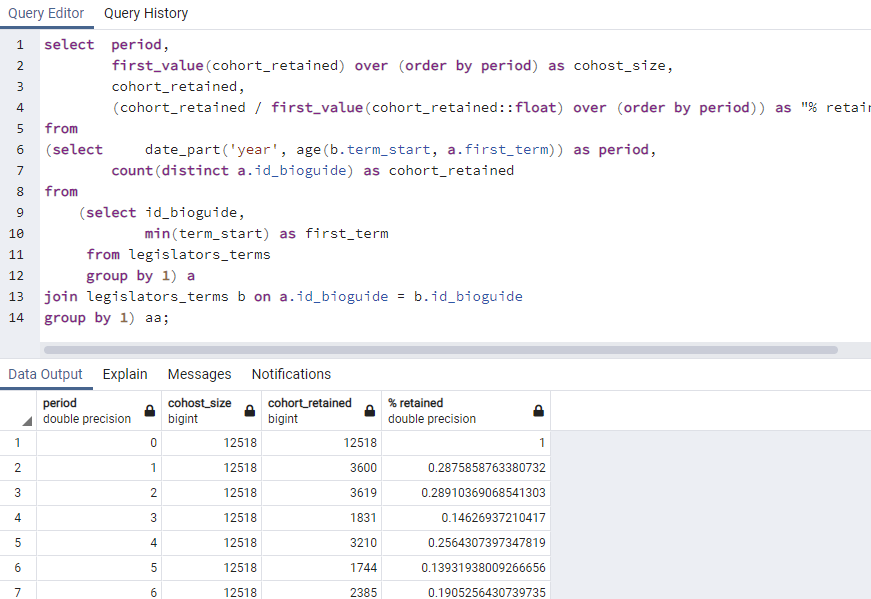 Query Editor Query History
1 select period,
2 first_value(cohort_retained) over (order by period) as cohost_size,
3 cohort_retained,
4 (cohort_retained / first_value(cohort_retained::float) over (order by period)) as "% retair
5 from
6 (select date_part('year', age(b.term_start, a.first_term)) as period,
7 count(distinct a.id_bioguide) as cohort_retained
8 from
9 (select id_bioguide,
10 min(term_start) as first_term
11 from legislators_terms
12 group by 1) a
13 join legislators_terms b on a.id_bioguide = b.id_bioguide
14 group by 1) aa;
Data Output Explain Messages Notifications
period cohost_size cohort_retained % retained
double precision bigint bigint double precision
1 0 12518 12518 1
2 1 12518 3600 0.2875858763380732
3 2 12518 3619 0.28910369068541303
4 3 12518 1831 0.14626937210417
5 4 12518 3210 0.2564307397347819
6 5 12518 1744 0.13931938009266656
7 6 12518 2385 0.1905256430739735